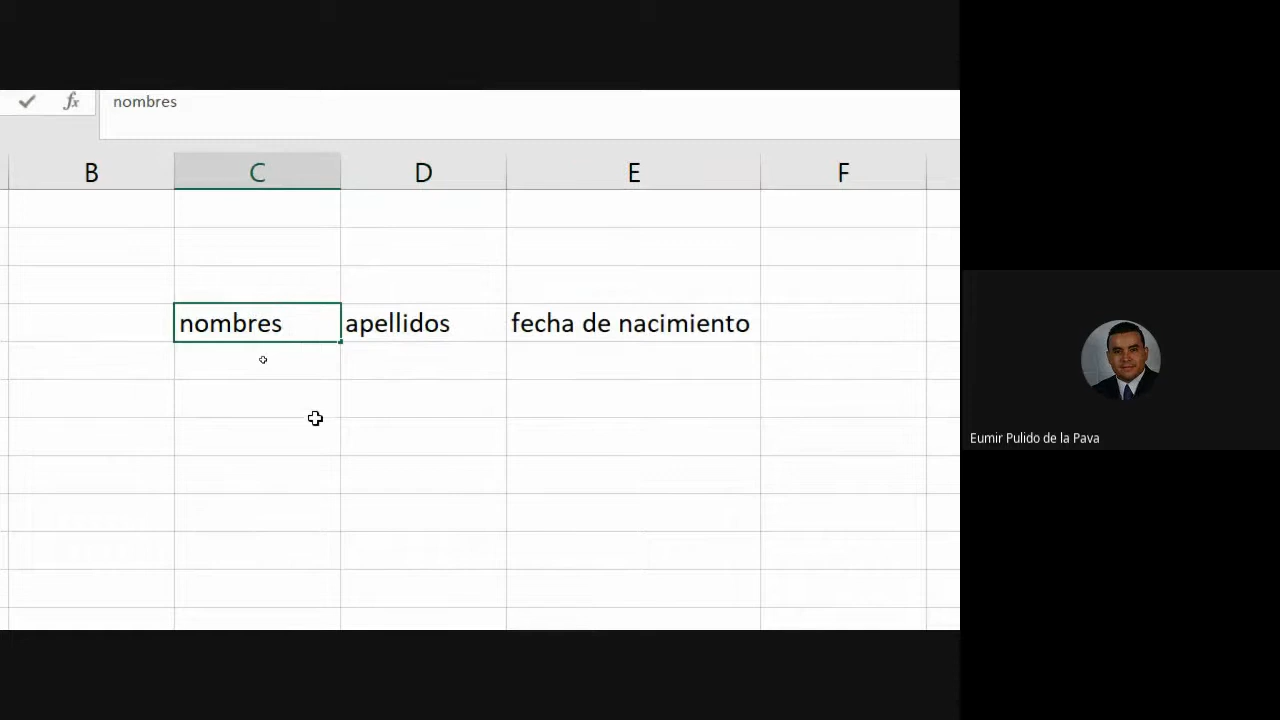 fx nombres
B C D E F
nombres apellidos fecha de nacimiento
Eumir Pulido de la Pava